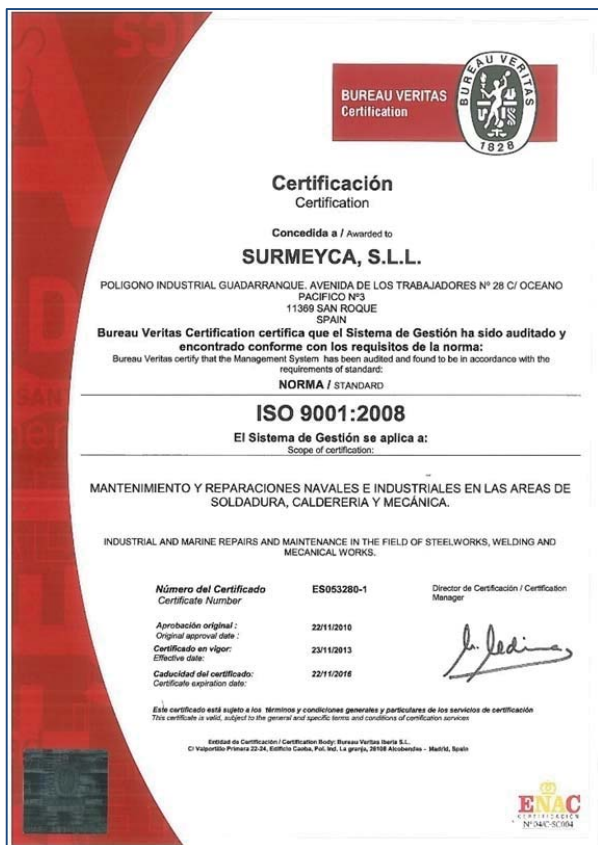 BUREAU VERITAS
Certification
BUREAU VERITAS
1828
Certificación
Certification
Concedida a / Awarded to
SURMEYCA, S.L.L.
POLIGONO INDUSTRIAL GUADARRANQUE. AVENIDA DE LOS TRABAJADORES Nº 28 C/ OCEANO
PACIFICO Nº3
11369 SAN ROQUE
SPAIN
Bureau Veritas Certification certifica que el Sistema de Gestión ha sido auditado y
encontrado conforme con los requisitos de la norma:
Bureau Veritas certify that the Management System has been audited and found to be in accordance with the
requirements of standard:
NORMA / STANDARD
ISO 9001:2008
El Sistema de Gestión se aplica a:
Scope of certification:
MANTENIMIENTO Y REPARACIONES NAVALES E INDUSTRIALES EN LAS AREAS DE
SOLDADURA, CALDERERIA Y MECÁNICA.
INDUSTRIAL AND MARINE REPAIRS AND MAINTENANCE IN THE FIELD OF STEELWORKS, WELDING AND
MECANICAL WORKS.
Número del Certificado ES053280-1 Director de Certificación / Certification
Certificate Number Manager
Aprobación original : 22/11/2010
Original approval date :
Certificado en vigor: 23/11/2013
Effective date:
Caducidad del certificado: 22/11/2016
Certificate expiration date:
Este certificado está sujeto a los términos y condiciones generales y particulares de los servicios de certificación
This certificate is valid, subject to the general and specific terms and conditions of certification services
Entidad de Certificación / Certification Body: Bureau Veritas Iberia S.L.
C/ Valportillo Primera 22-24, Edificio Caoba, Pol. Ind. La granja, 28108 Alcobendas – Madrid, Spain
ENAC
CERTIFICACIÓN
Nº 04/C-SC004